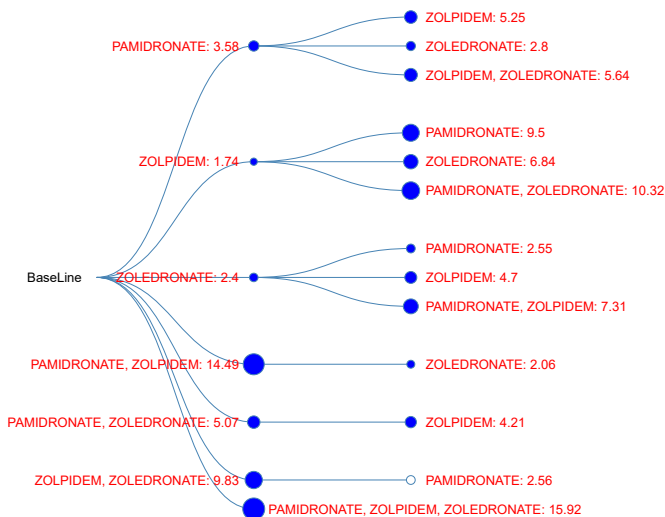 ZOLPIDEM: 5.25
PAMIDRONATE: 3.58
ZOLEDRONATE: 2.8
ZOLPIDEM, ZOLEDRONATE: 5.64
PAMIDRONATE: 9.5
ZOLPIDEM: 1.74
ZOLEDRONATE: 6.84
PAMIDRONATE, ZOLEDRONATE: 10.32
PAMIDRONATE: 2.55
BaseLine
ZOLEDRONATE: 2.4
ZOLPIDEM: 4.7
PAMIDRONATE, ZOLPIDEM: 7.31
PAMIDRONATE, ZOLPIDEM: 14.49
ZOLEDRONATE: 2.06
PAMIDRONATE, ZOLEDRONATE: 5.07
ZOLPIDEM: 4.21
ZOLPIDEM, ZOLEDRONATE: 9.83
PAMIDRONATE: 2.56
PAMIDRONATE, ZOLPIDEM, ZOLEDRONATE: 15.92